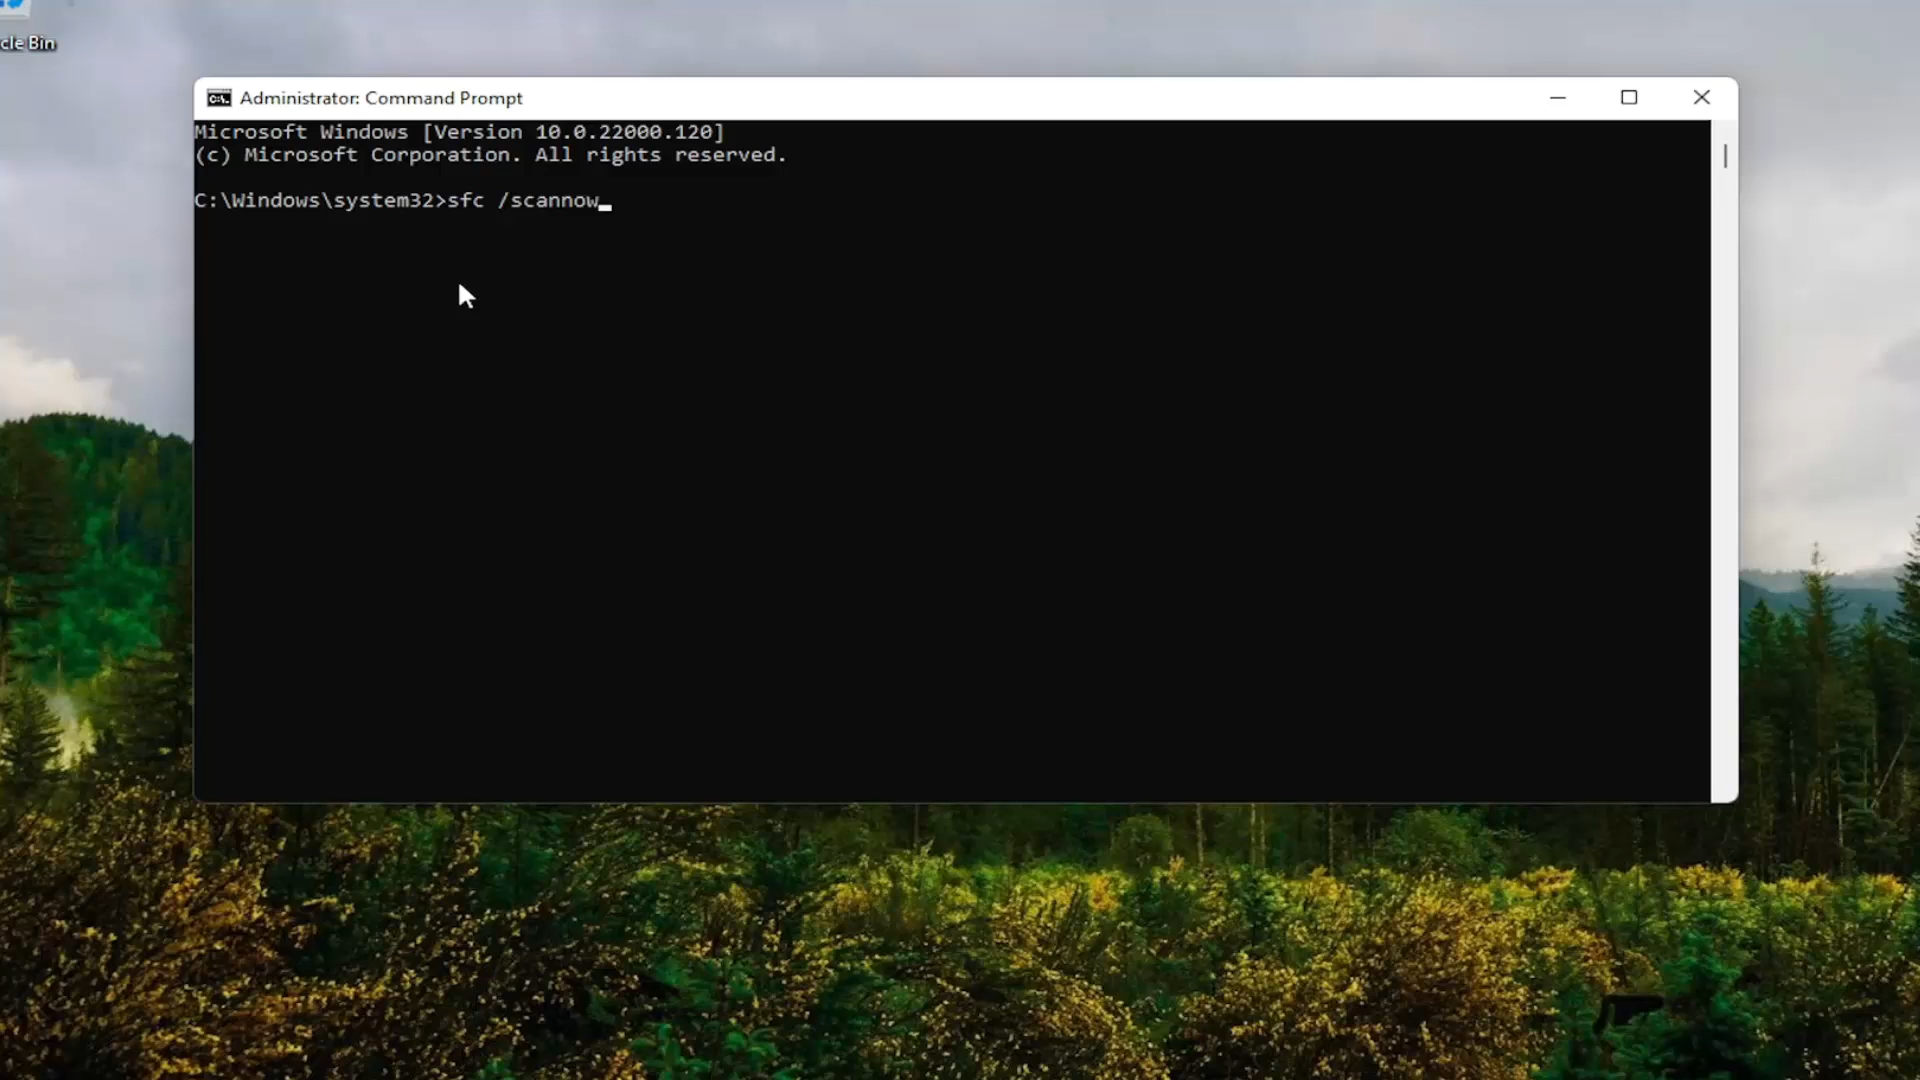 cle Bin
Administrator: Command Prompt
Microsoft Windows [Version 10.0.22000.120]
(c) Microsoft Corporation. All rights reserved.
C:\Windows\system32>sfc /scannow